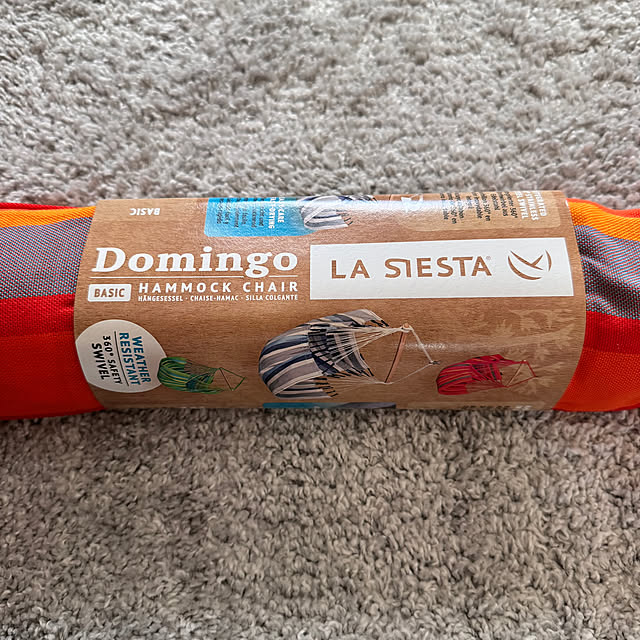 BASIC
Domingo
LA SIESTA
BASIC HAMMOCK CHAIR
HÄNGESESSEL · CHAISE-HAMAC · SILLA COLGANTE
WEATHER
RESISTANT
360° SAFETY
SWIVEL